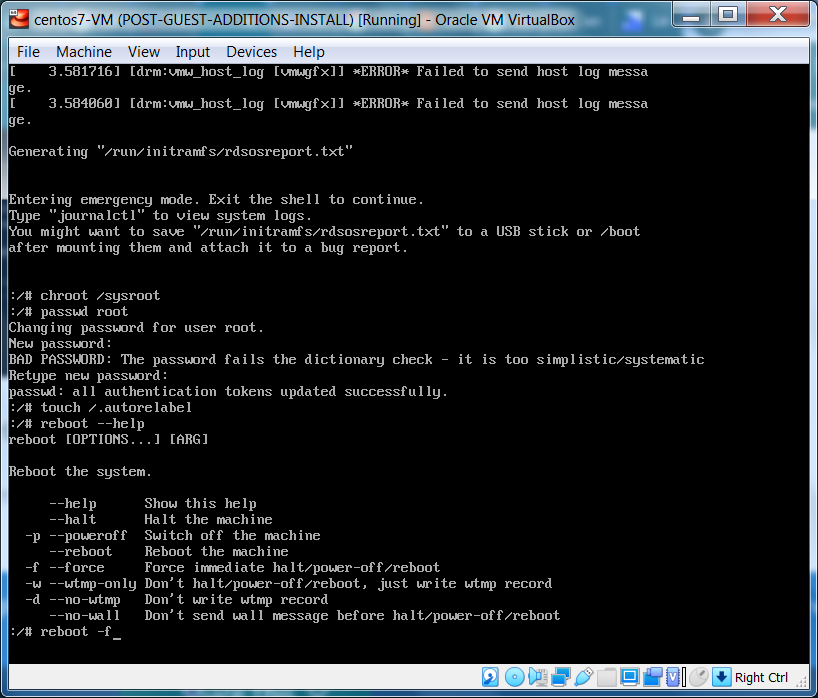 centos7-VM (POST-GUEST-ADDITIONS-INSTALL) [Running] - Oracle VM VirtualBox
File Machine View Input Devices Help
[    3.581716] [drm:vmw_host_log [vmwgfx]] *ERROR* Failed to send host log messa
ge.
[    3.584060] [drm:vmw_host_log [vmwgfx]] *ERROR* Failed to send host log messa
ge.
Generating "/run/initramfs/rdsosreport.txt"
Entering emergency mode. Exit the shell to continue.
Type "journalctl" to view system logs.
You might want to save "/run/initramfs/rdsosreport.txt" to a USB stick or /boot
after mounting them and attach it to a bug report.
:/# chroot /sysroot
:/# passwd root
Changing password for user root.
New password:
BAD PASSWORD: The password fails the dictionary check - it is too simplistic/systematic
Retype new password:
passwd: all authentication tokens updated successfully.
:/# touch /.autorelabel
:/# reboot --help
reboot [OPTIONS...] [ARG]
Reboot the system.
     --help      Show this help
     --halt      Halt the machine
  -p --poweroff  Switch off the machine
     --reboot    Reboot the machine
  -f --force     Force immediate halt/power-off/reboot
  -w --wtmp-only Don't halt/power-off/reboot, just write wtmp record
  -d --no-wtmp   Don't write wtmp record
     --no-wall   Don't send wall message before halt/power-off/reboot
:/# reboot -f_
Right Ctrl